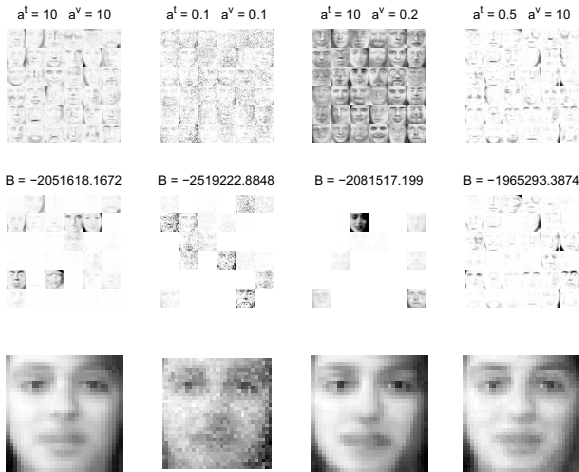 a^t = 10 a^v = 10
a^t = 0.1 a^v = 0.1
a^t = 10 a^v = 0.2
a^t = 0.5 a^v = 10
B = −2051618.1672
B = −2519222.8848
B = −2081517.199
B = −1965293.3874